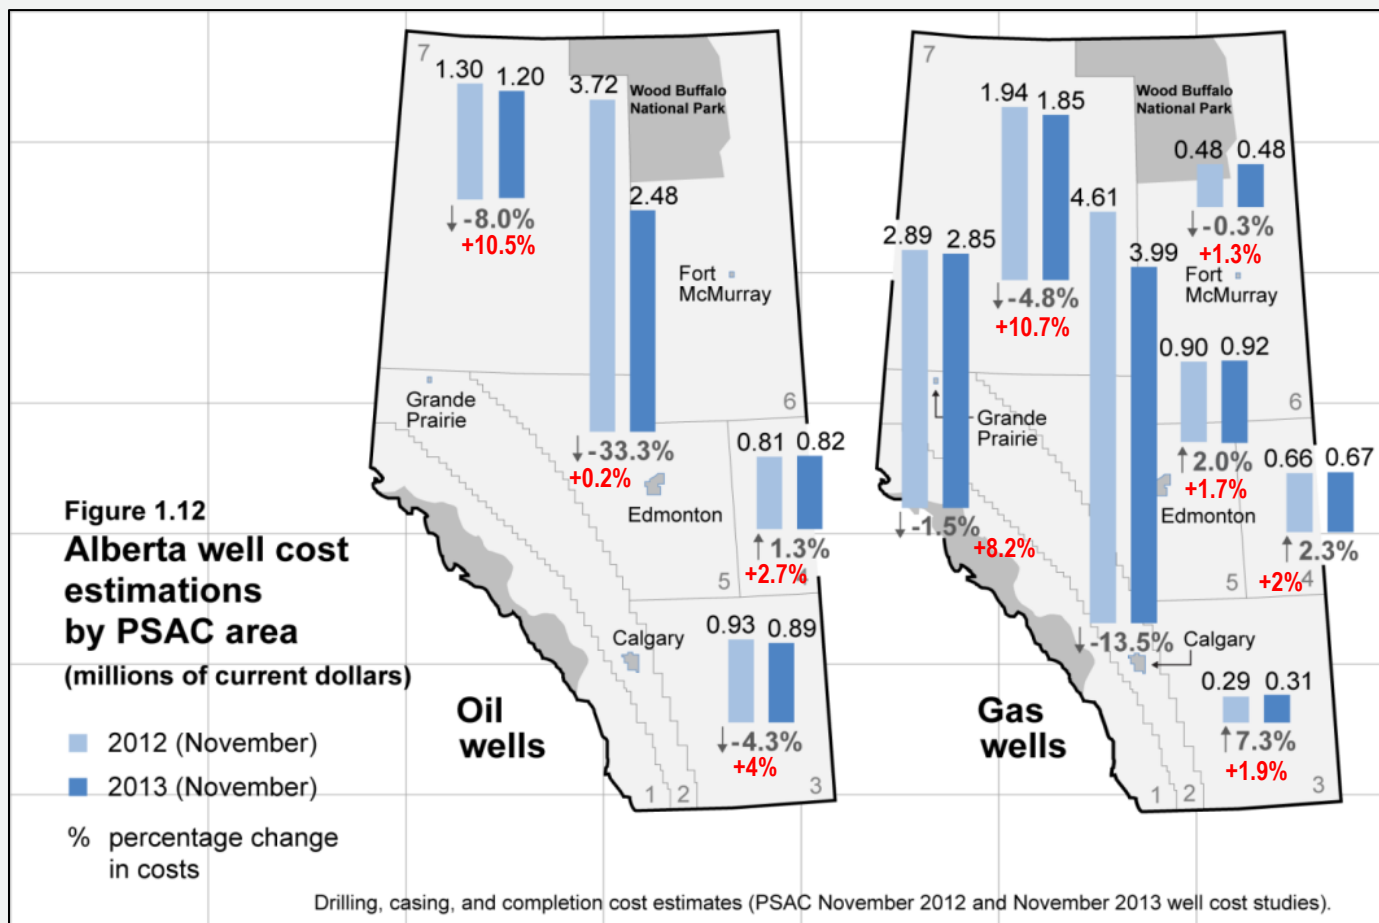 Figure 1.12
Alberta well cost
estimations
by PSAC area
(millions of current dollars)
2012 (November)
2013 (November)
% percentage change
in costs
Oil
wells
7
1.30 1.20
-8.0%
+10.5%
3.72
2.48
-33.3%
+0.2%
Wood Buffalo
National Park
Fort
McMurray
Grande
Prairie
6
0.81 0.82
1.3%
+2.7%
4
Edmonton
5
Calgary
0.93 0.89
-4.3%
+4%
1 2 3
Gas
wells
7
1.94 1.85
-4.8%
+10.7%
Wood Buffalo
National Park
0.48 0.48
-0.3%
+1.3%
Fort
McMurray
2.89 2.85
-1.5%
+8.2%
4.61
3.99
-13.5%
0.90 0.92
2.0%
+1.7%
Grande
Prairie
6
0.66 0.67
2.3%
+2%
4
Edmonton
5
Calgary
0.29 0.31
7.3%
+1.9%
1 2 3
Drilling, casing, and completion cost estimates (PSAC November 2012 and November 2013 well cost studies).